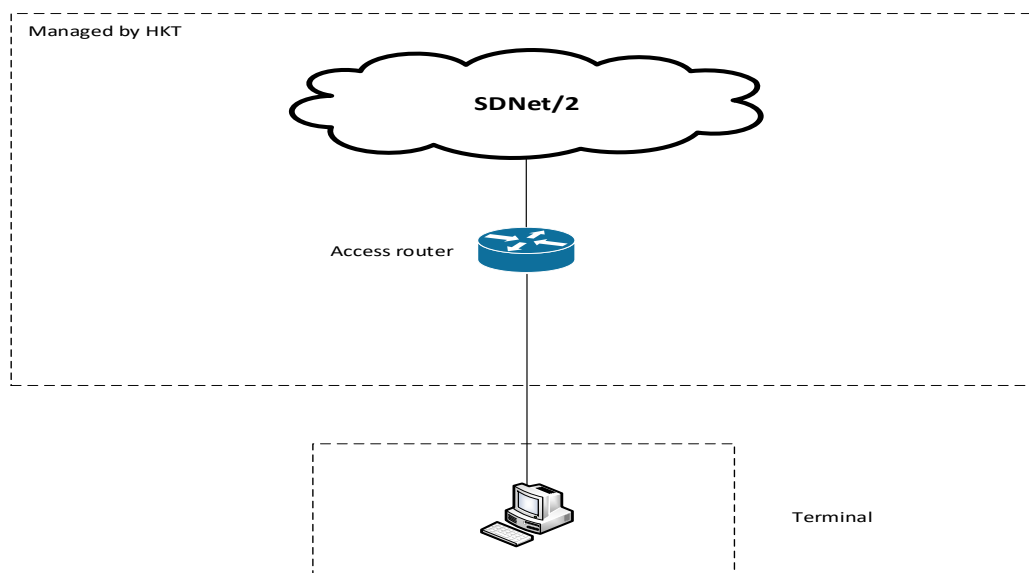 Managed by HKT
SDNet/2
Access router
Terminal